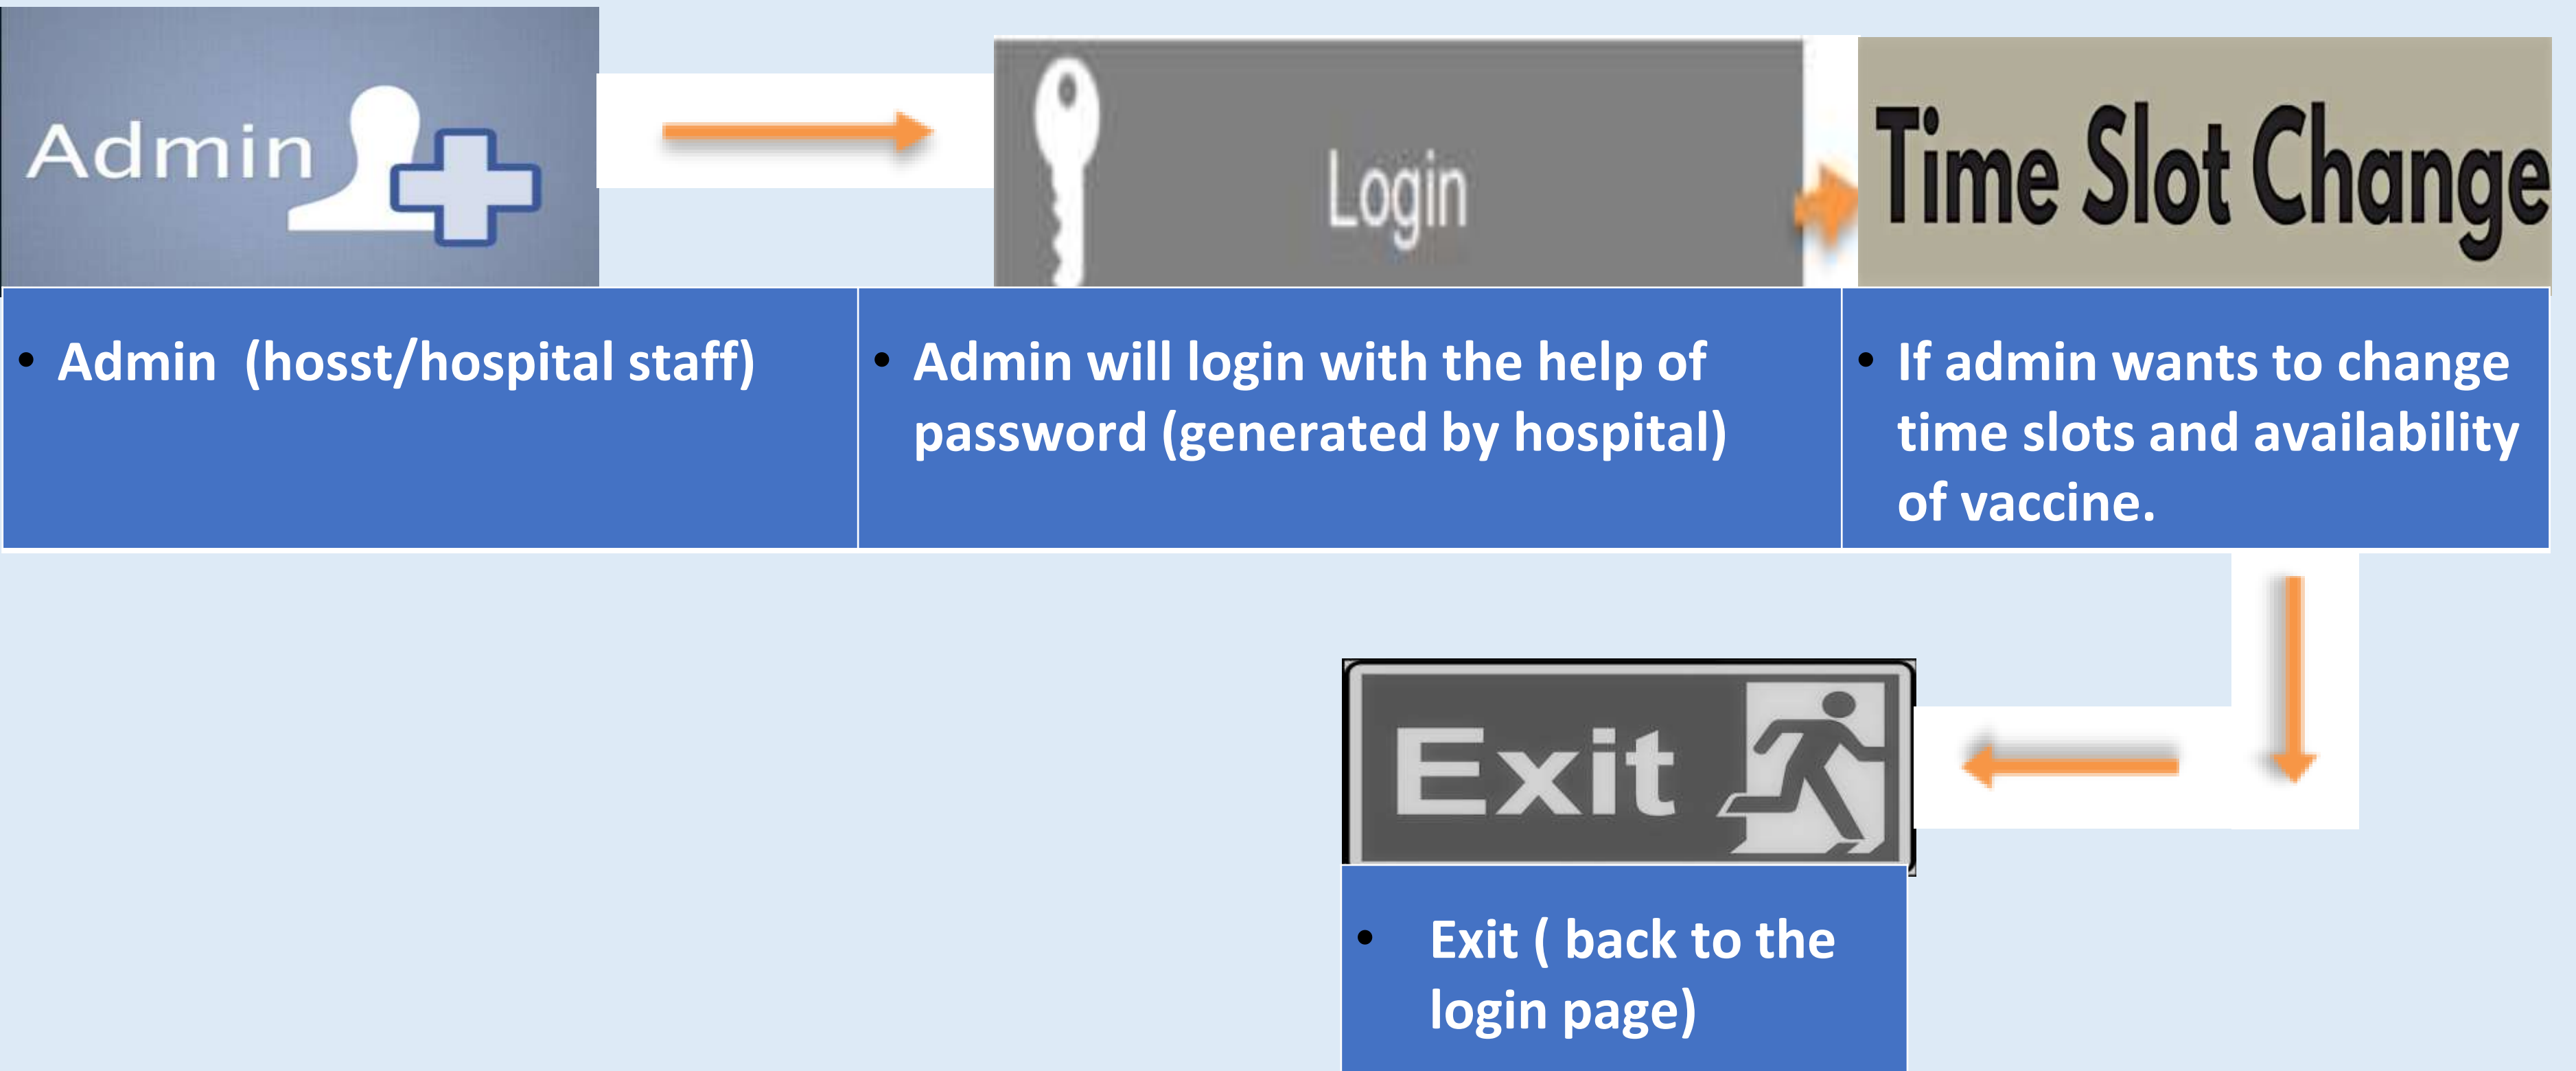 Admin
Login
Time Slot Change
• Admin  (hosst/hospital staff)
• Admin will login with the help of
password (generated by hospital)
• If admin wants to change
time slots and availability
of vaccine.
Exit
• Exit ( back to the
login page)